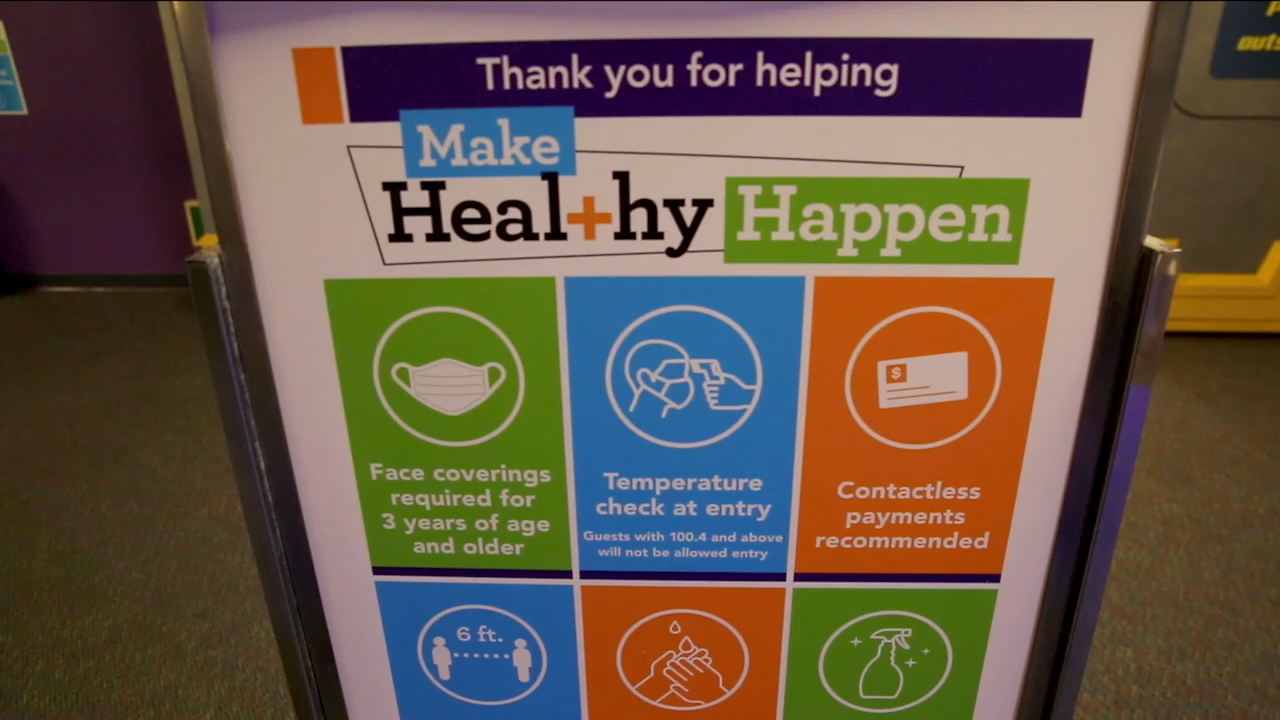 Thank you for helping
Make
Heal+hy Happen
Face coverings
required for
3 years of age
and older
Temperature
check at entry
Guests with 100.4 and above
will not be allowed entry
$
Contactless
payments
recommended
6 ft.